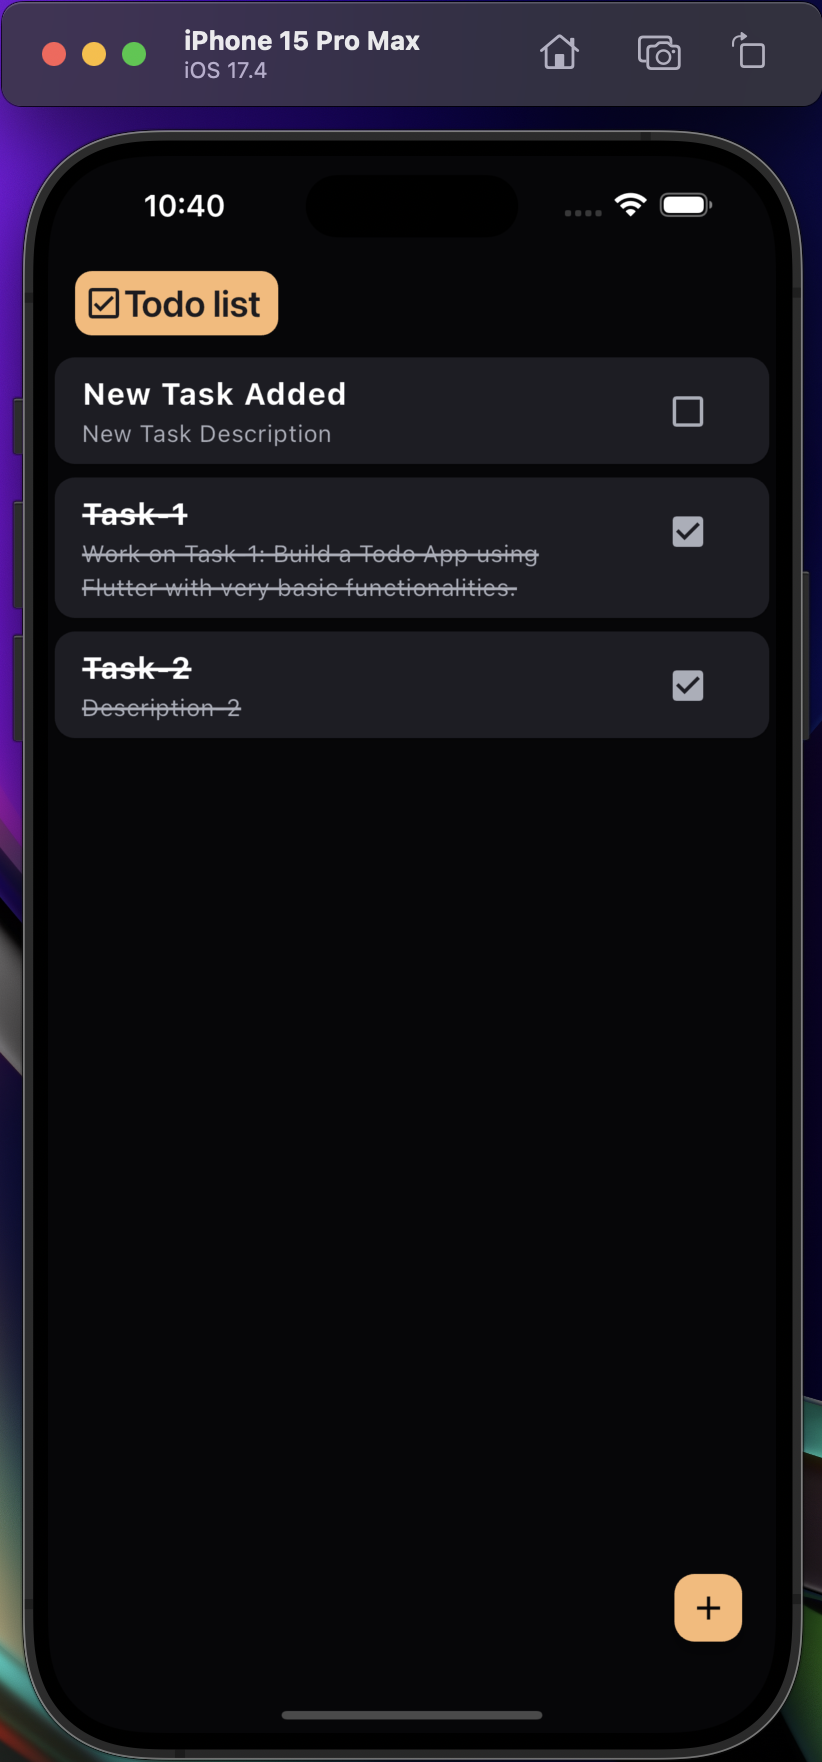 iPhone 15 Pro Max
iOS 17.4
10:40
Todo list
New Task Added
New Task Description
Task-1
Work on Task-1: Build a Todo App using
Flutter with very basic functionalities.
Task-2
Description-2